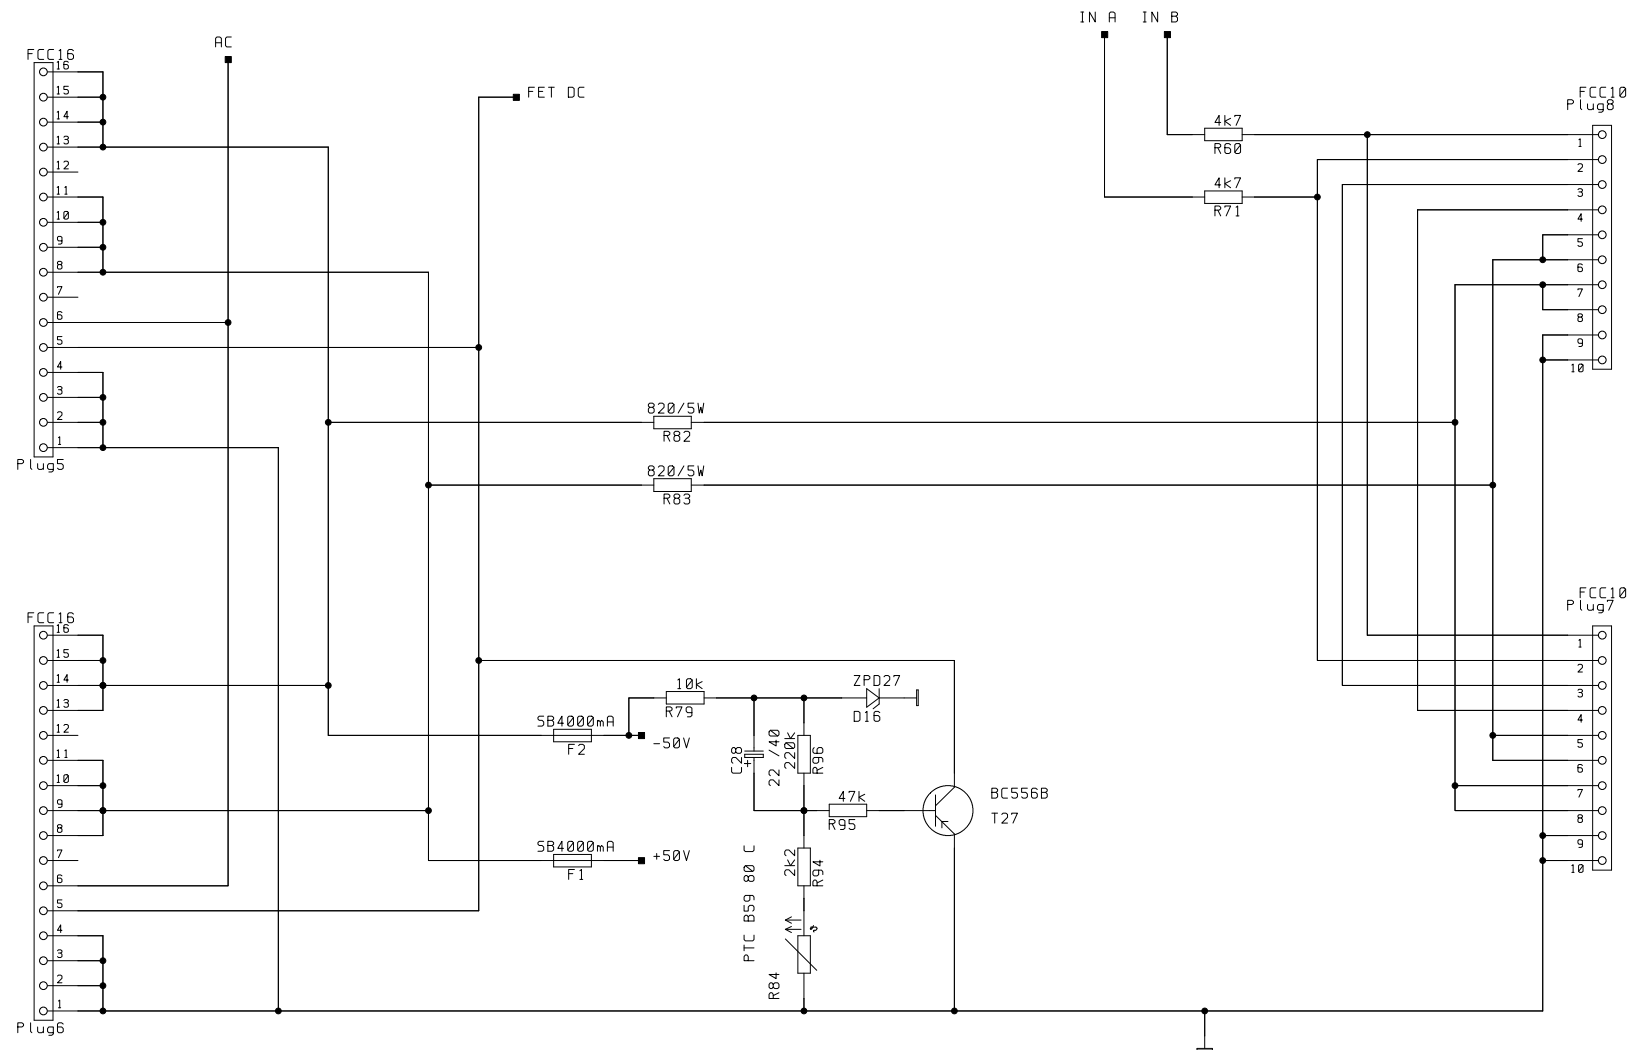 IN A
IN B
AC
FCC16
16
15
14
13
12
11
10
9
8
7
6
5
4
3
2
1
Plug5
FET DC
4k7
R60
4k7
R71
FCC10
Plug8
1
2
3
4
5
6
7
8
9
10
820/5W
R82
820/5W
R83
FCC16
16
15
14
13
12
11
10
9
8
7
6
5
4
3
2
1
Plug6
SB4000mA
F2
-50V
SB4000mA
F1
+50V
10k
R79
C28
+
22 /40
220k
R96
ZPD27
D16
47k
R95
2k2
R94
PTC B59 80 C
R84
BC556B
T27
FCC10
Plug7
1
2
3
4
5
6
7
8
9
10